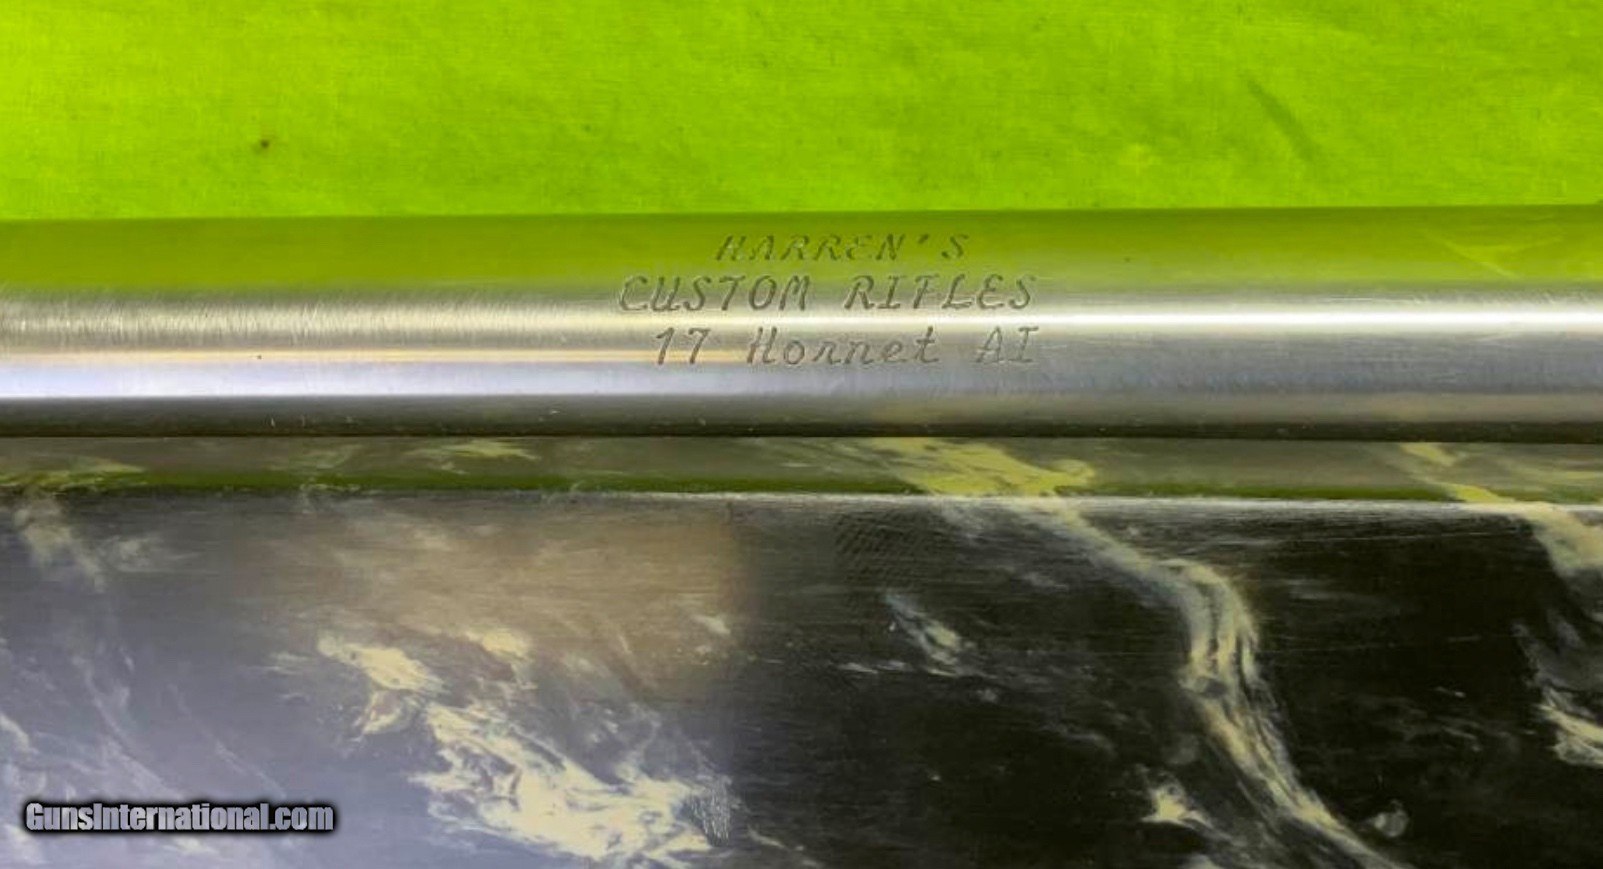 HARREN'S
CUSTOM RIFLES
17 Hornet AI
GunsInternational.com